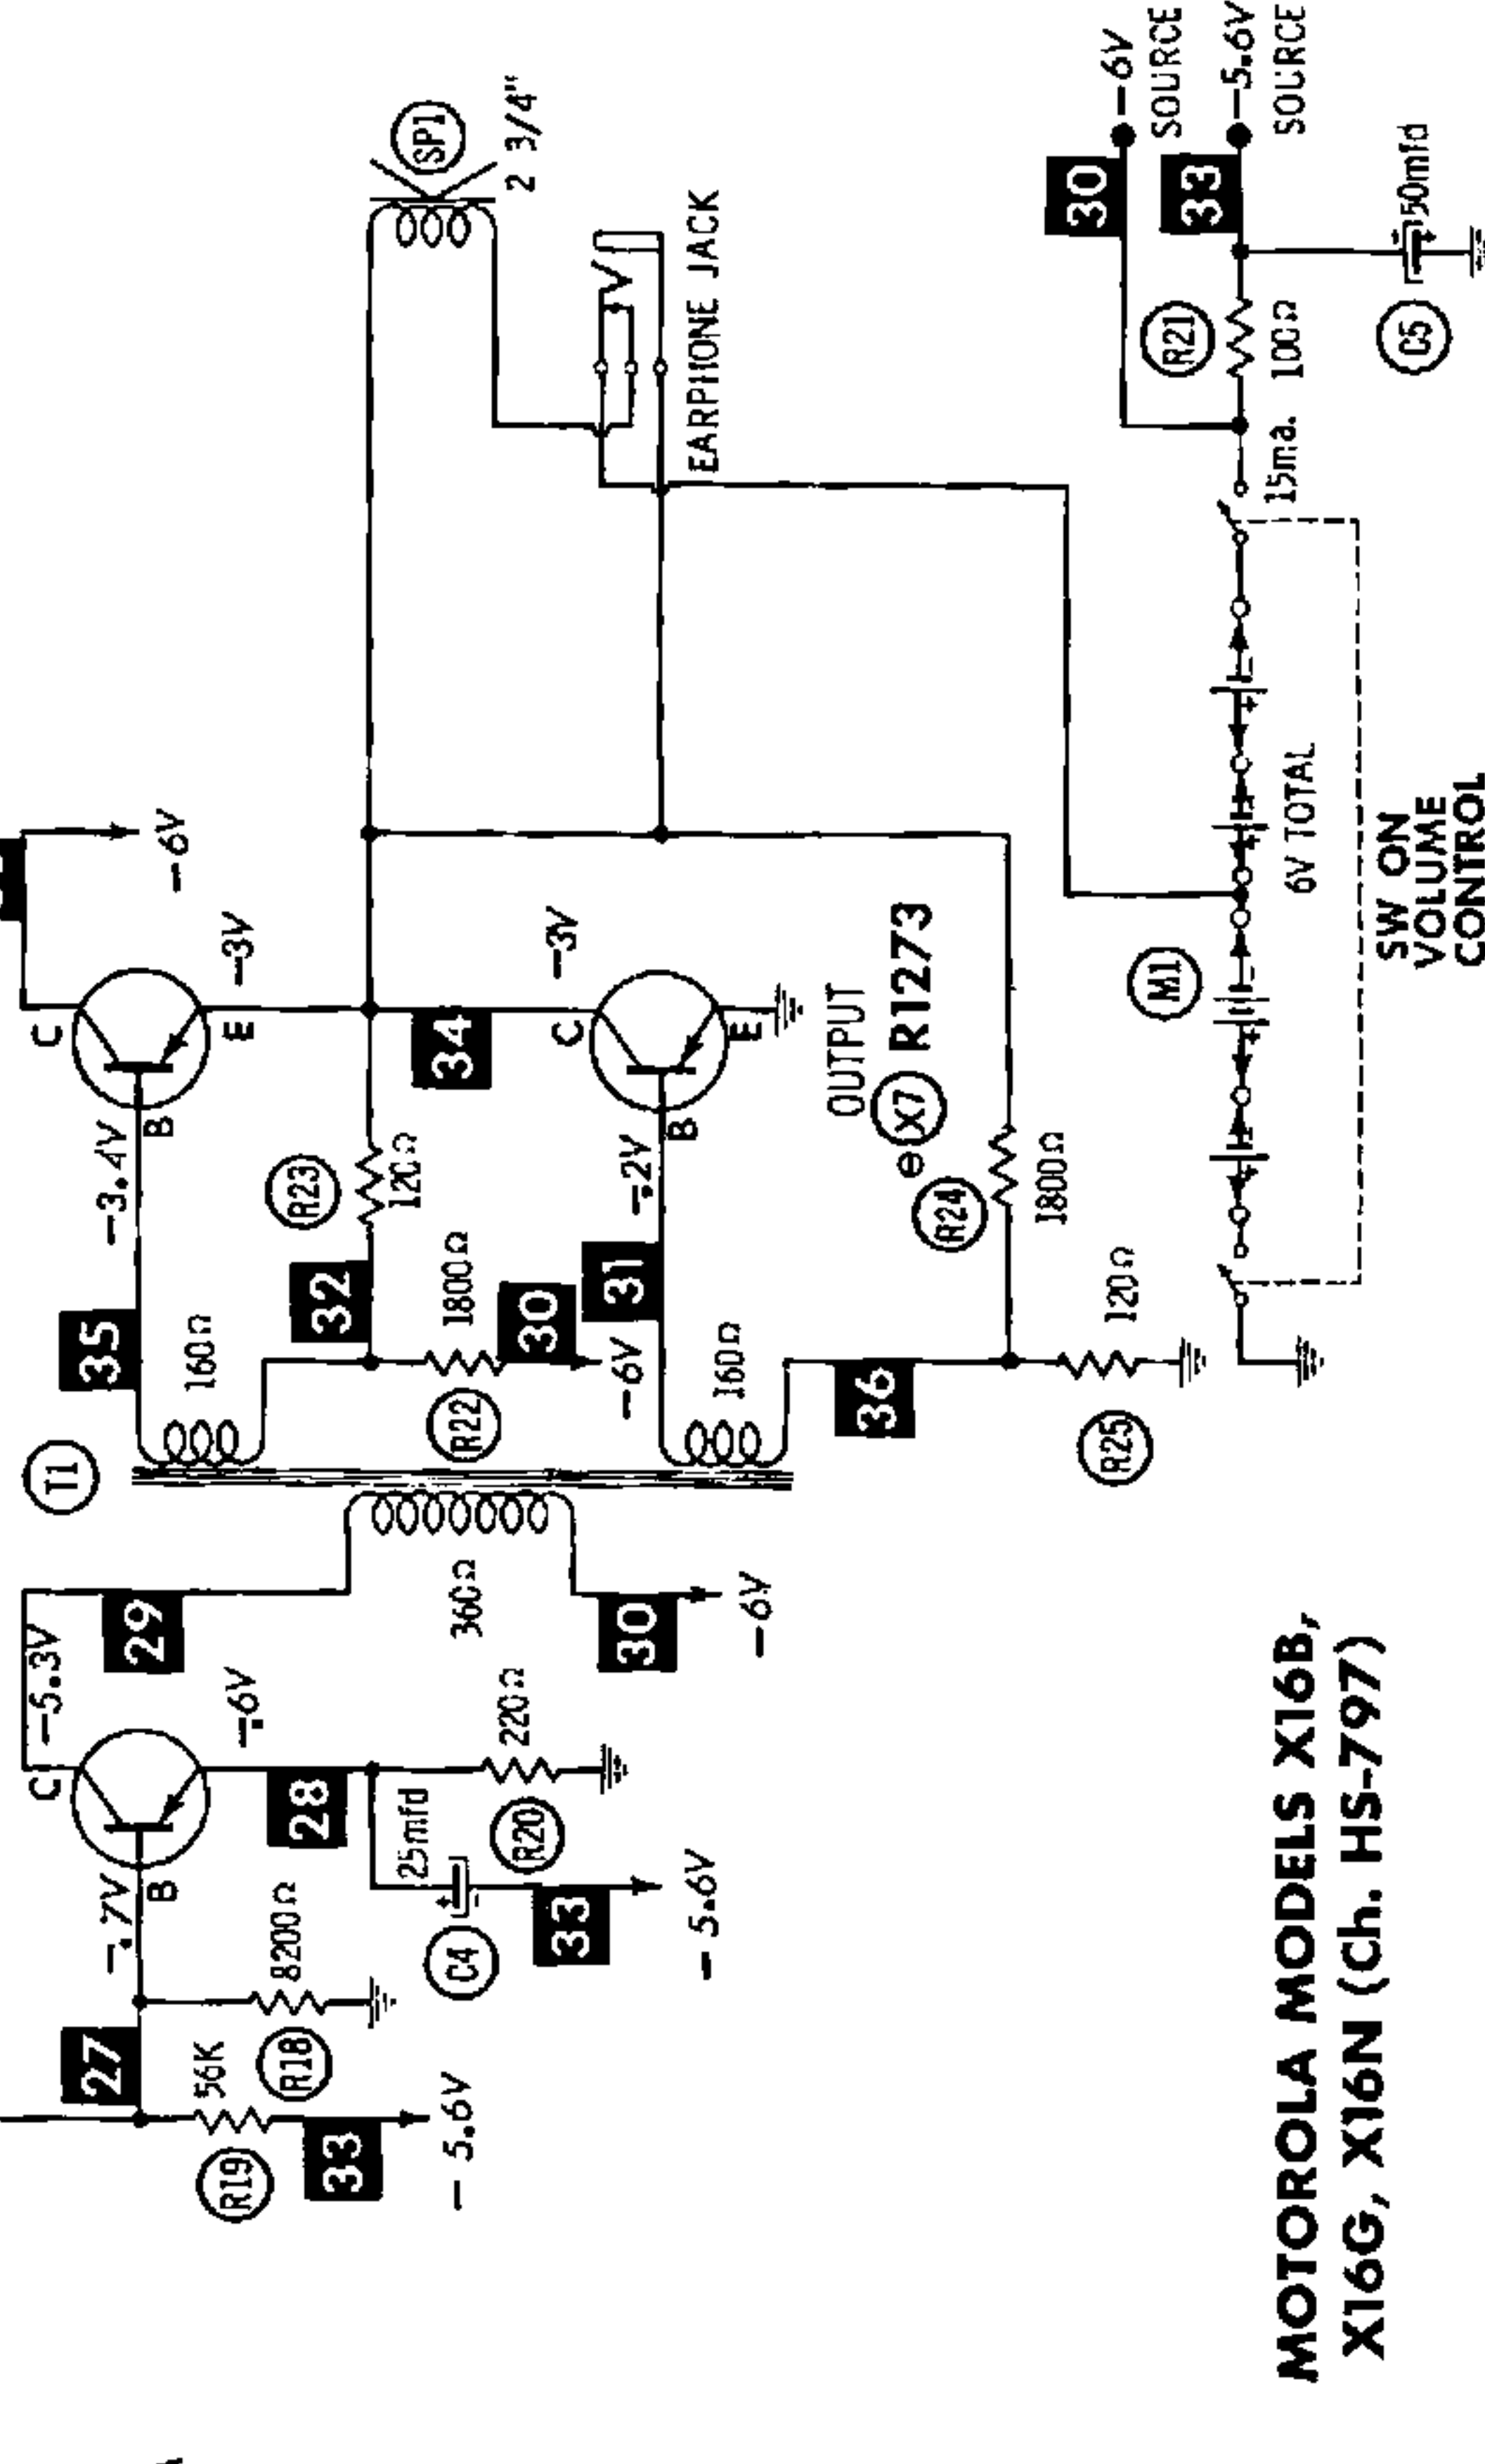 C
-6V
-3V
E
-3.4V
B
35
160Ω
T1
-5.3V
29
C
-.6V
28
-.7V
B
27
56K
R19
33
-5.6V
8200Ω
R18
25mfd
C4
33
-5.6V
220Ω
R20
360Ω
30
-6V
R23
120Ω
32
1800Ω
R22
30
-6V
34
C
-3V
E
-.2V
B
31
160Ω
36
OUTPUT
X7 R1273
R24
1800Ω
120Ω
R25
SP1
2 3/4"
EARPHONE JACK
30
-6V
SOURCE
33
-5.6V
SOURCE
R21
100Ω
C5
50mfd
15ma.
M1
6V TOTAL
SW ON
VOLUME
CONTROL
MOTOROLA MODELS X16B,
X16G, X16N (Ch. HS-797)